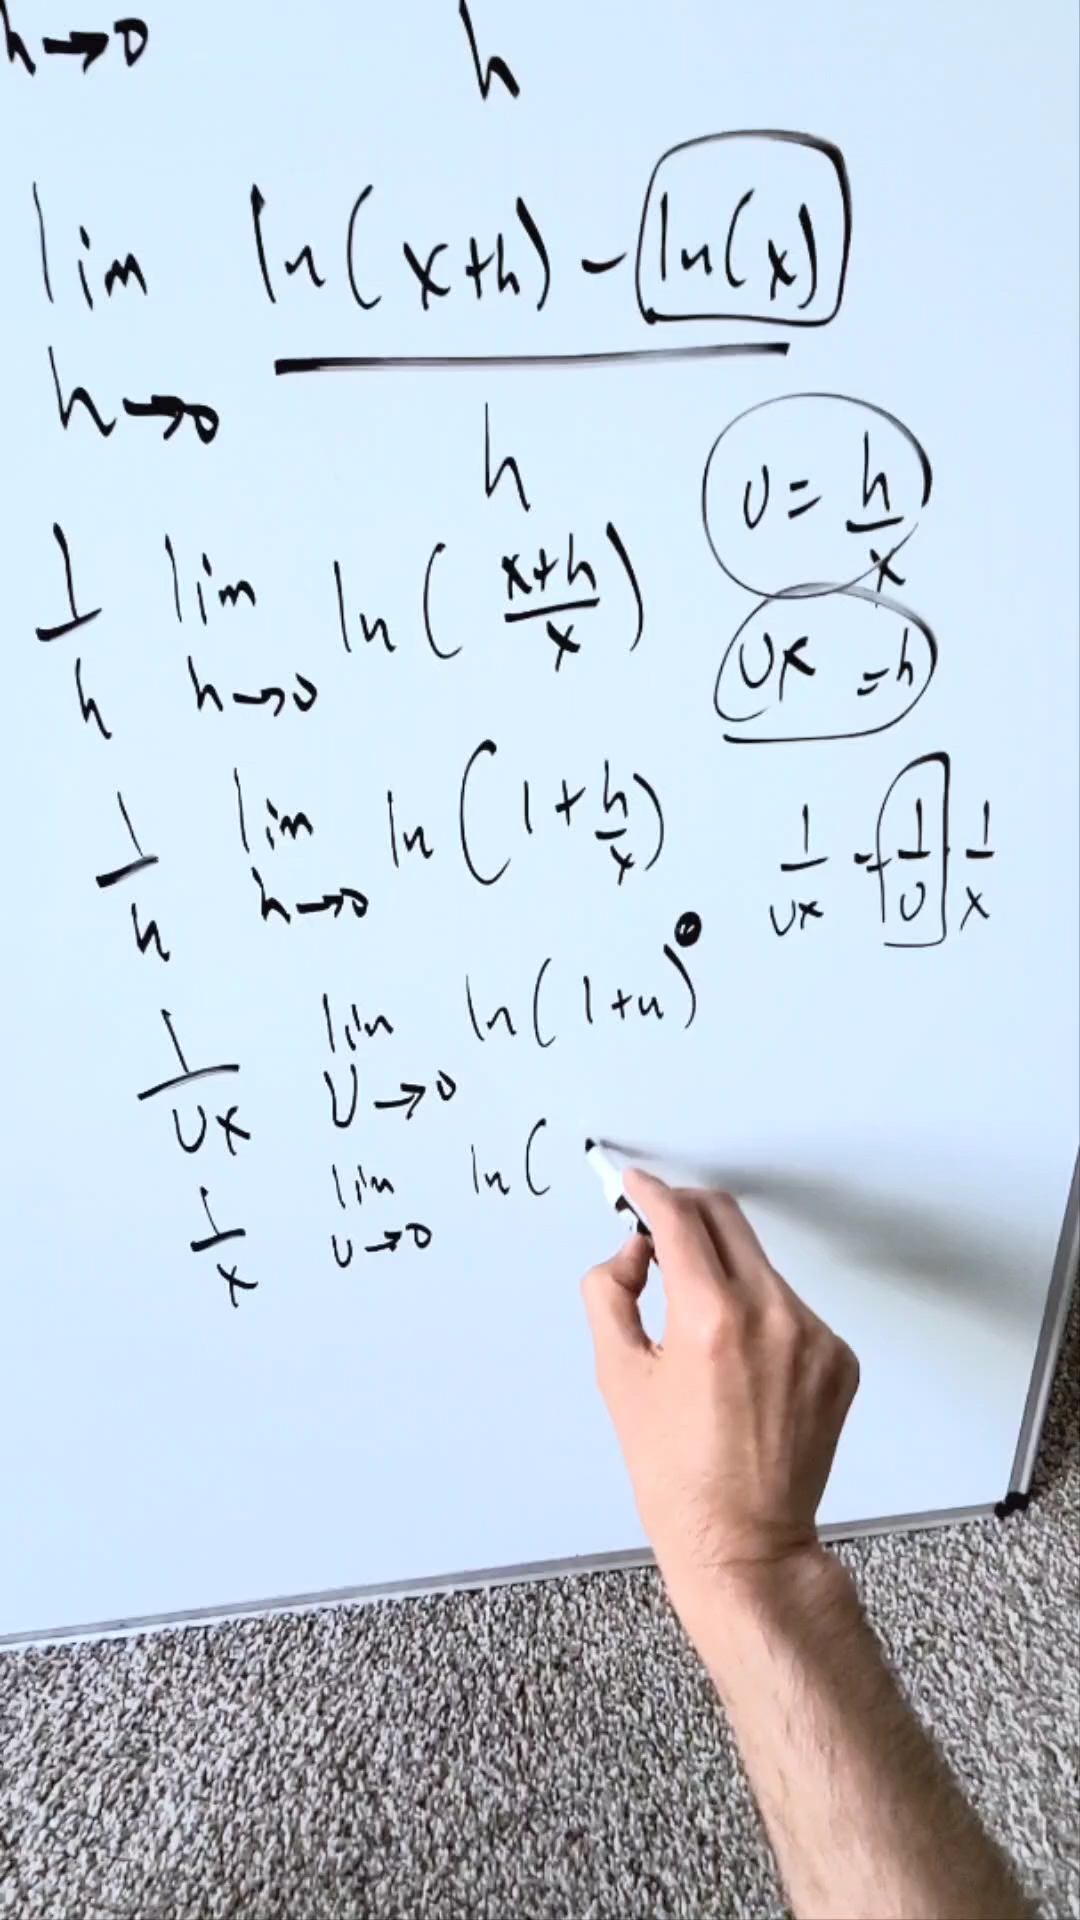 h→0 h
lim ln(x+h) - ln(x)
h→0 h
u = h/x
1/h lim ln( x+h/x )
h→0
ux = h
1/h lim ln( 1 + h/x )
h→0
1/ux = 1/u · 1/x
1/ux lim ln( 1+u )
u→0
1/x lim ln(
u→0